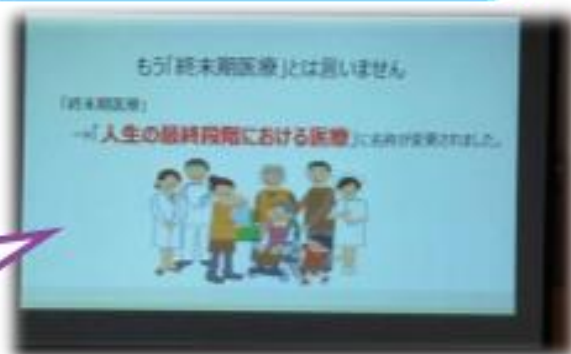 もう「終末期医療」とは言いません
「終末期医療」
→「人生の最終段階における医療」に名称が変更されました。